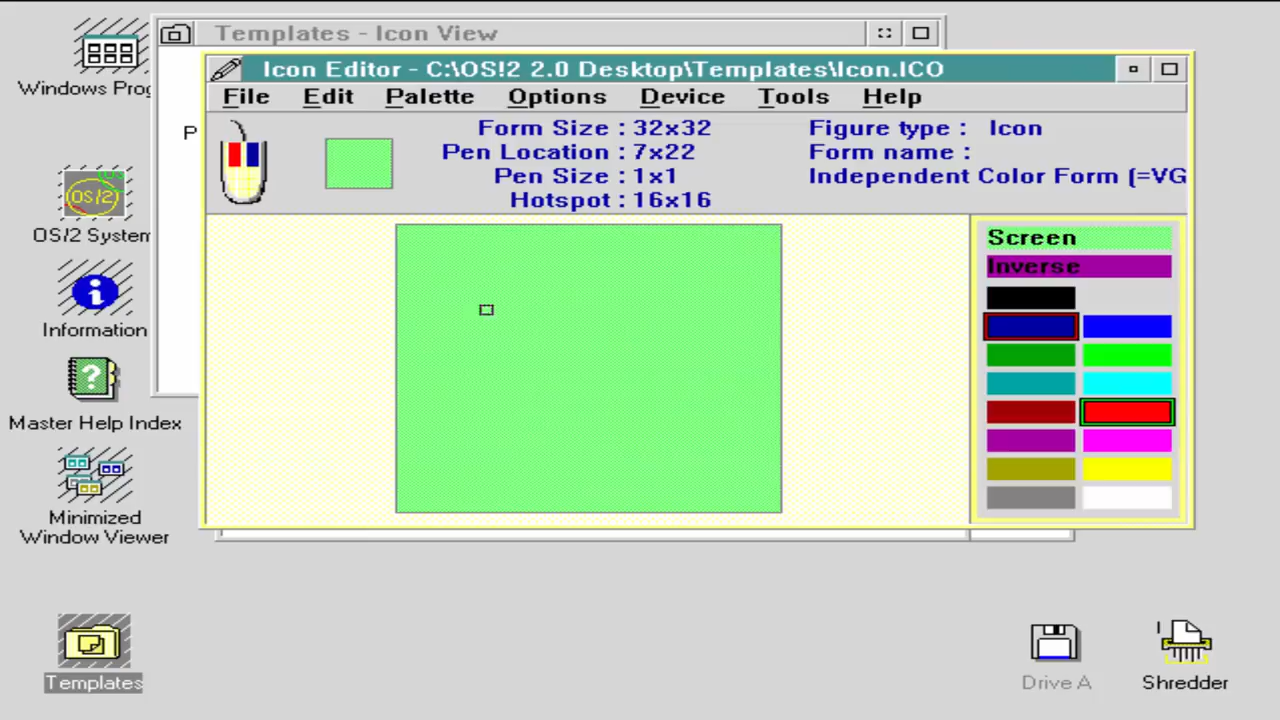 Templates - Icon View
Icon Editor - C:\OS!2 2.0 Desktop\Templates\Icon.ICO
File Edit Palette Options Device Tools Help
Form Size : 32x32
Pen Location : 7x22
Pen Size : 1x1
Hotspot : 16x16
Figure type : Icon
Form name :
Independent Color Form (=VG
Screen
Inverse
P
Windows Prog
OS/2
OS/2 System
Information
Master Help Index
Minimized
Window Viewer
Templates
Drive A
Shredder